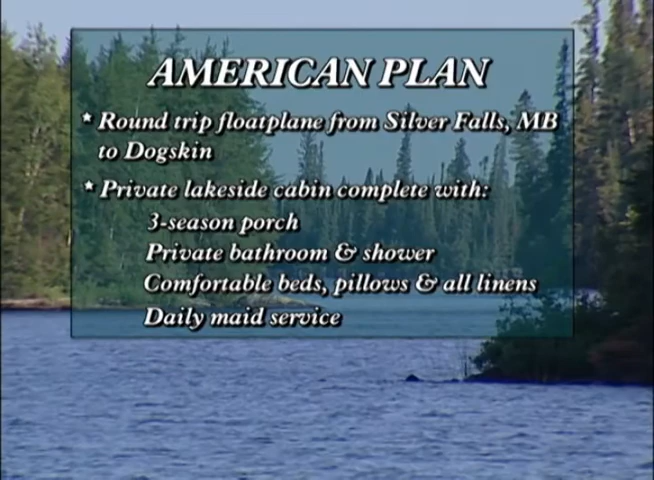 AMERICAN PLAN
* Round trip floatplane from Silver Falls, MB
to Dogskin
* Private lakeside cabin complete with:
3-season porch
Private bathroom & shower
Comfortable beds, pillows & all linens
Daily maid service